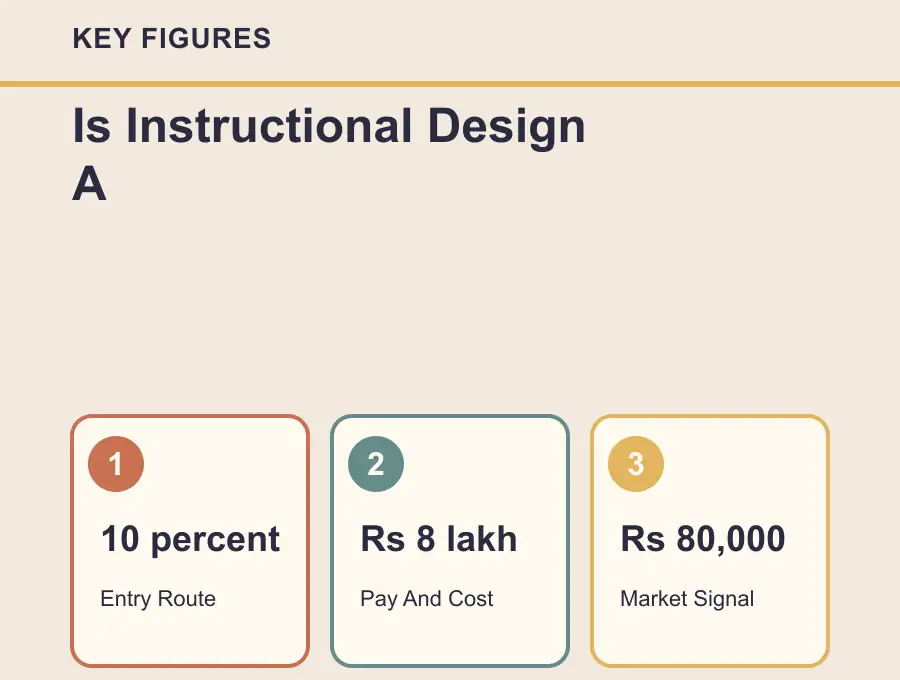 KEY FIGURES
Is Instructional Design
A
1
10 percent
Entry Route
2
Rs 8 lakh
Pay And Cost
3
Rs 80,000
Market Signal